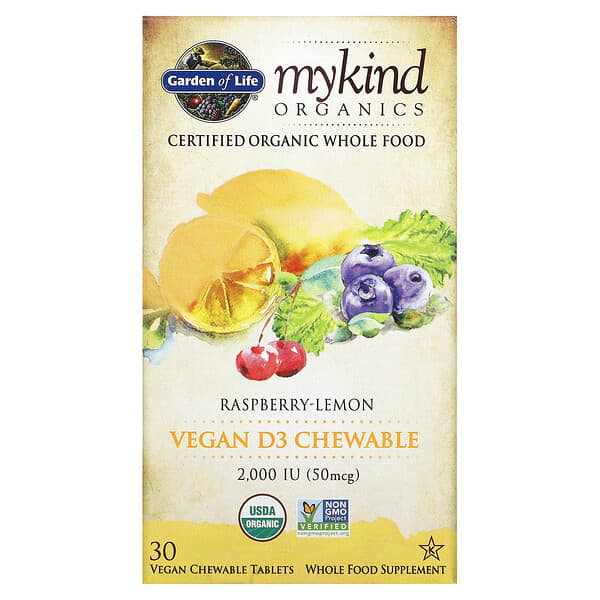 Garden of Life®
mykind
ORGANICS
CERTIFIED ORGANIC WHOLE FOOD
RASPBERRY-LEMON
VEGAN D3 CHEWABLE
2,000 IU (50mcg)
USDA
ORGANIC
NON
GMO
Project
VERIFIED
nongmoproject.org
K
30
VEGAN CHEWABLE TABLETS
WHOLE FOOD SUPPLEMENT